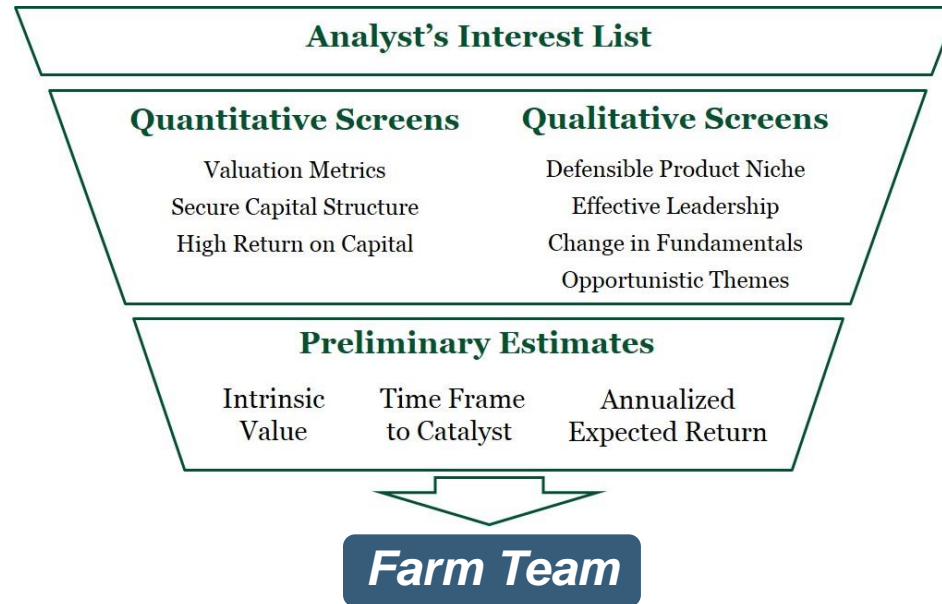 Analyst's Interest List
Quantitative Screens
Valuation Metrics
Secure Capital Structure
High Return on Capital
Qualitative Screens
Defensible Product Niche
Effective Leadership
Change in Fundamentals
Opportunistic Themes
Preliminary Estimates
Intrinsic
Value
Time Frame
to Catalyst
Annualized
Expected Return
Farm Team